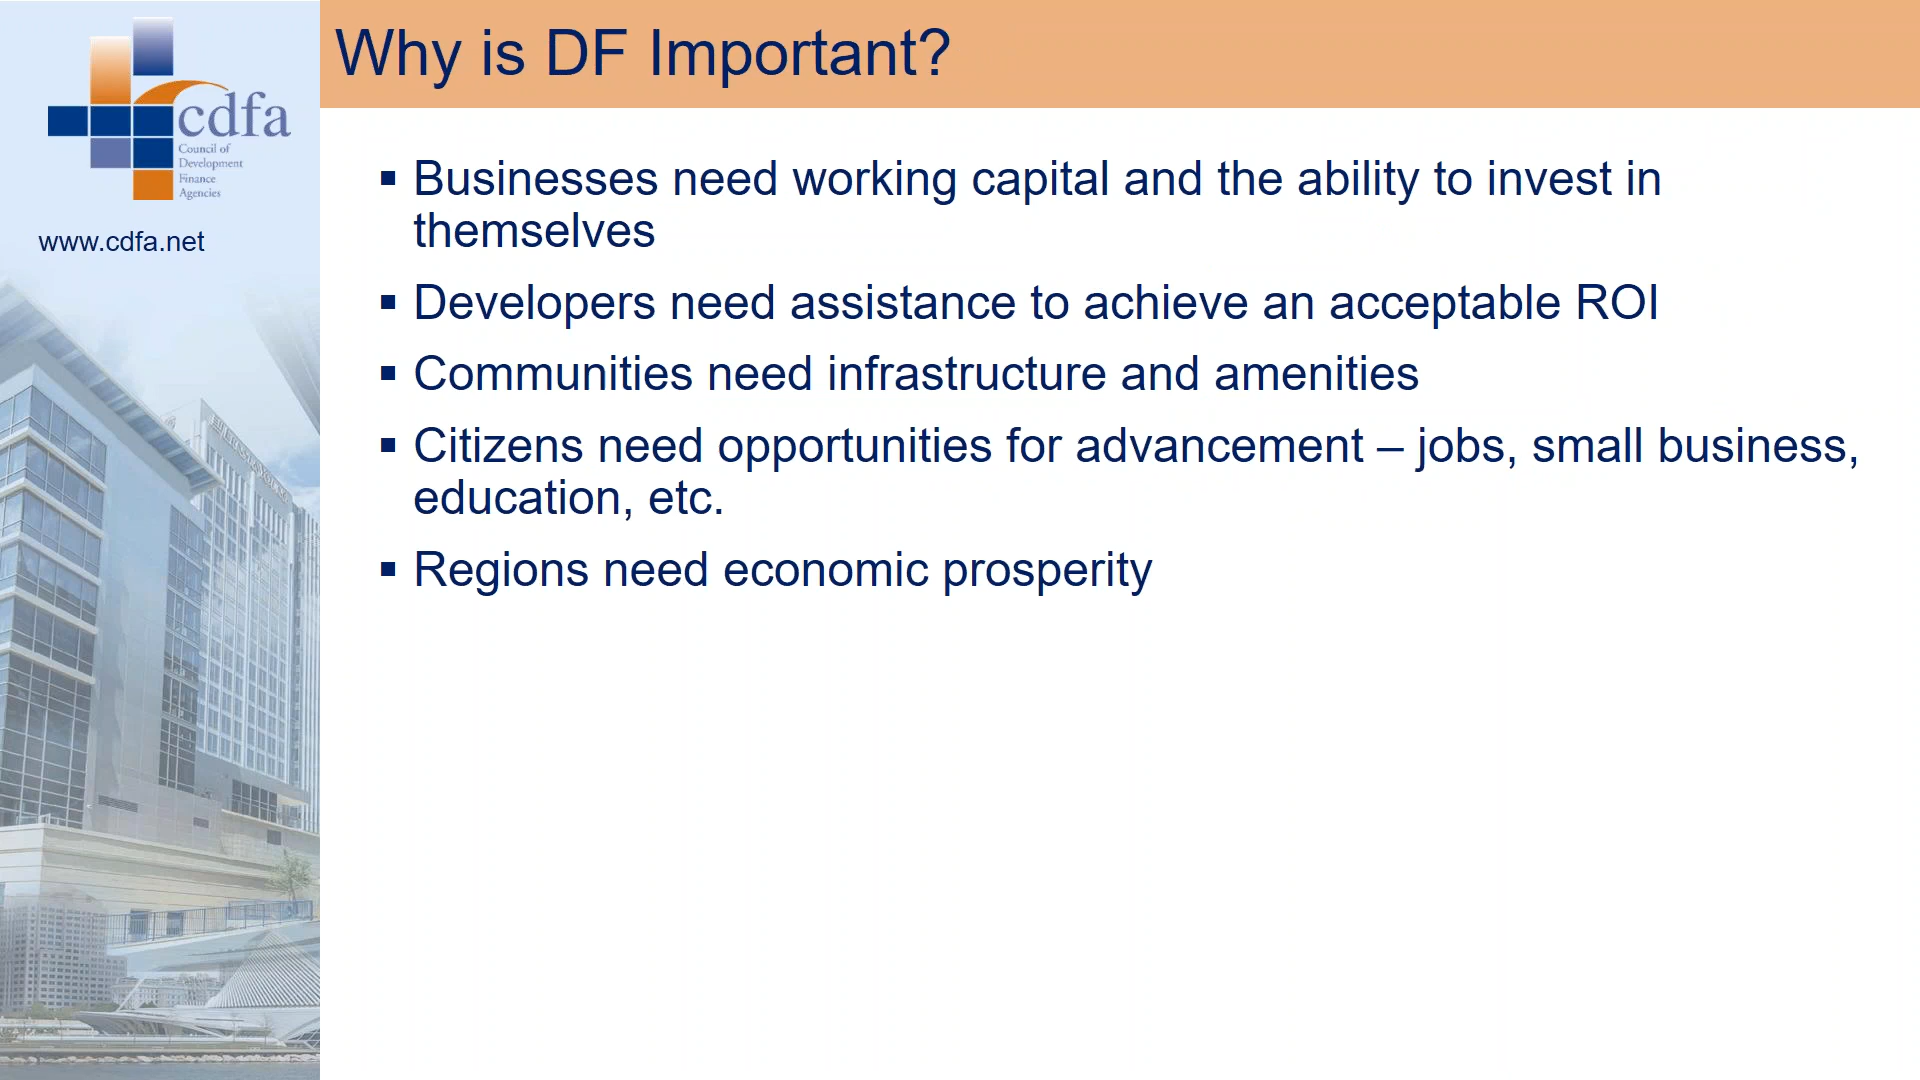 cdfa
Council of
Development
Finance
Agencies
www.cdfa.net
Why is DF Important?
▪ Businesses need working capital and the ability to invest in
themselves
▪ Developers need assistance to achieve an acceptable ROI
▪ Communities need infrastructure and amenities
▪ Citizens need opportunities for advancement – jobs, small business,
education, etc.
▪ Regions need economic prosperity